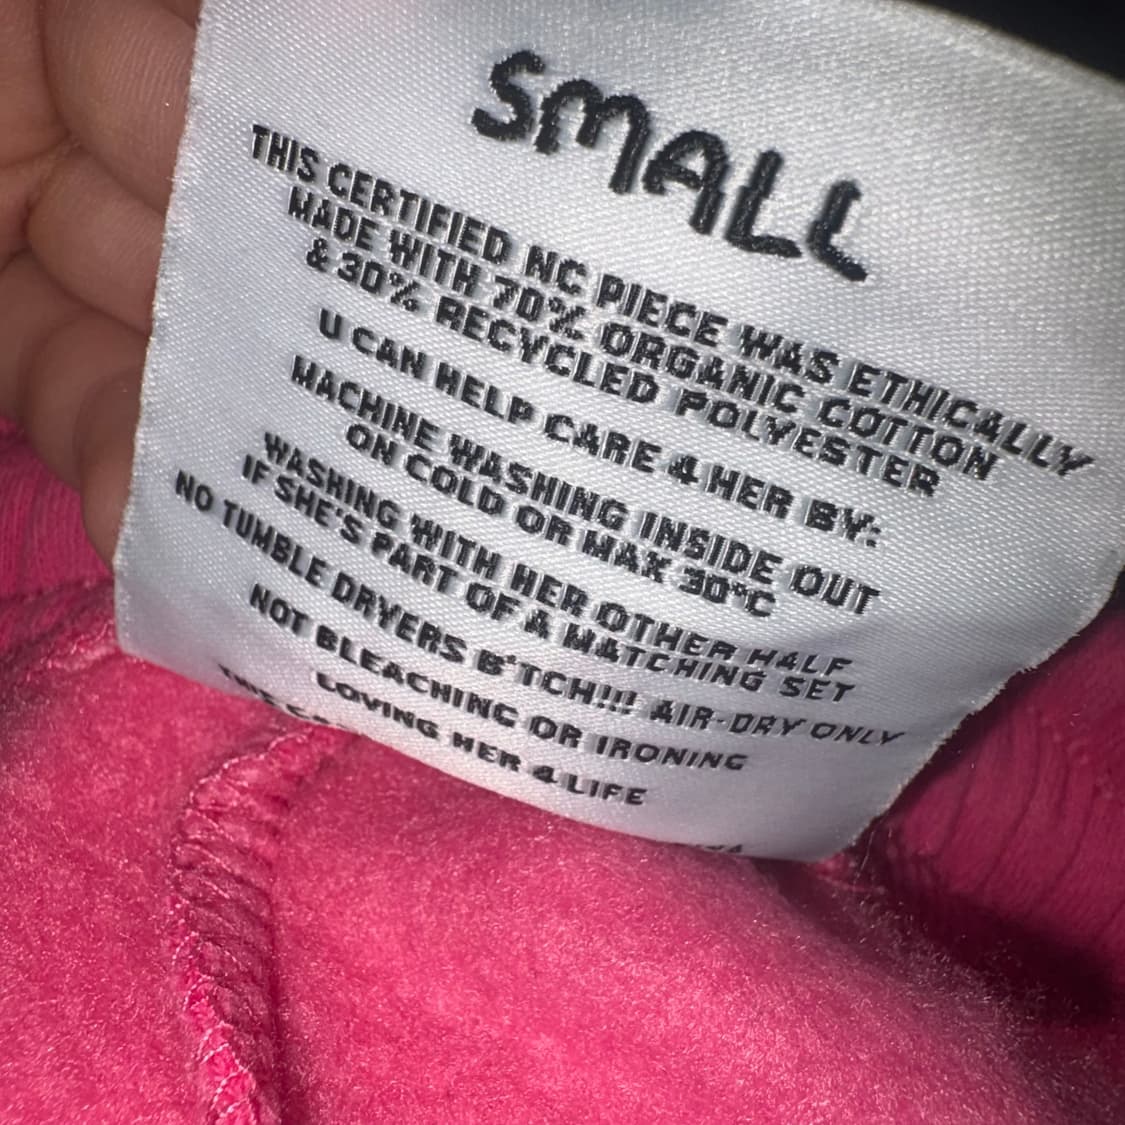 SMALL
THIS CERTIFIED NC PIECE WAS ETHICALLY
MADE WITH 70% ORGANIC COTTON
& 30% RECYCLED POLYESTER
U CAN HELP CARE 4 HER BY:
MACHINE WASHING INSIDE OUT
ON COLD OR MAX 30°C
WASHING WITH HER OTHER HALF
IF SHE'S PART OF A MATCHING SET
NO TUMBLE DRYERS B*TCH!!! AIR-DRY ONLY
NOT BLEACHING OR IRONING
LOVING HER 4 LIFE